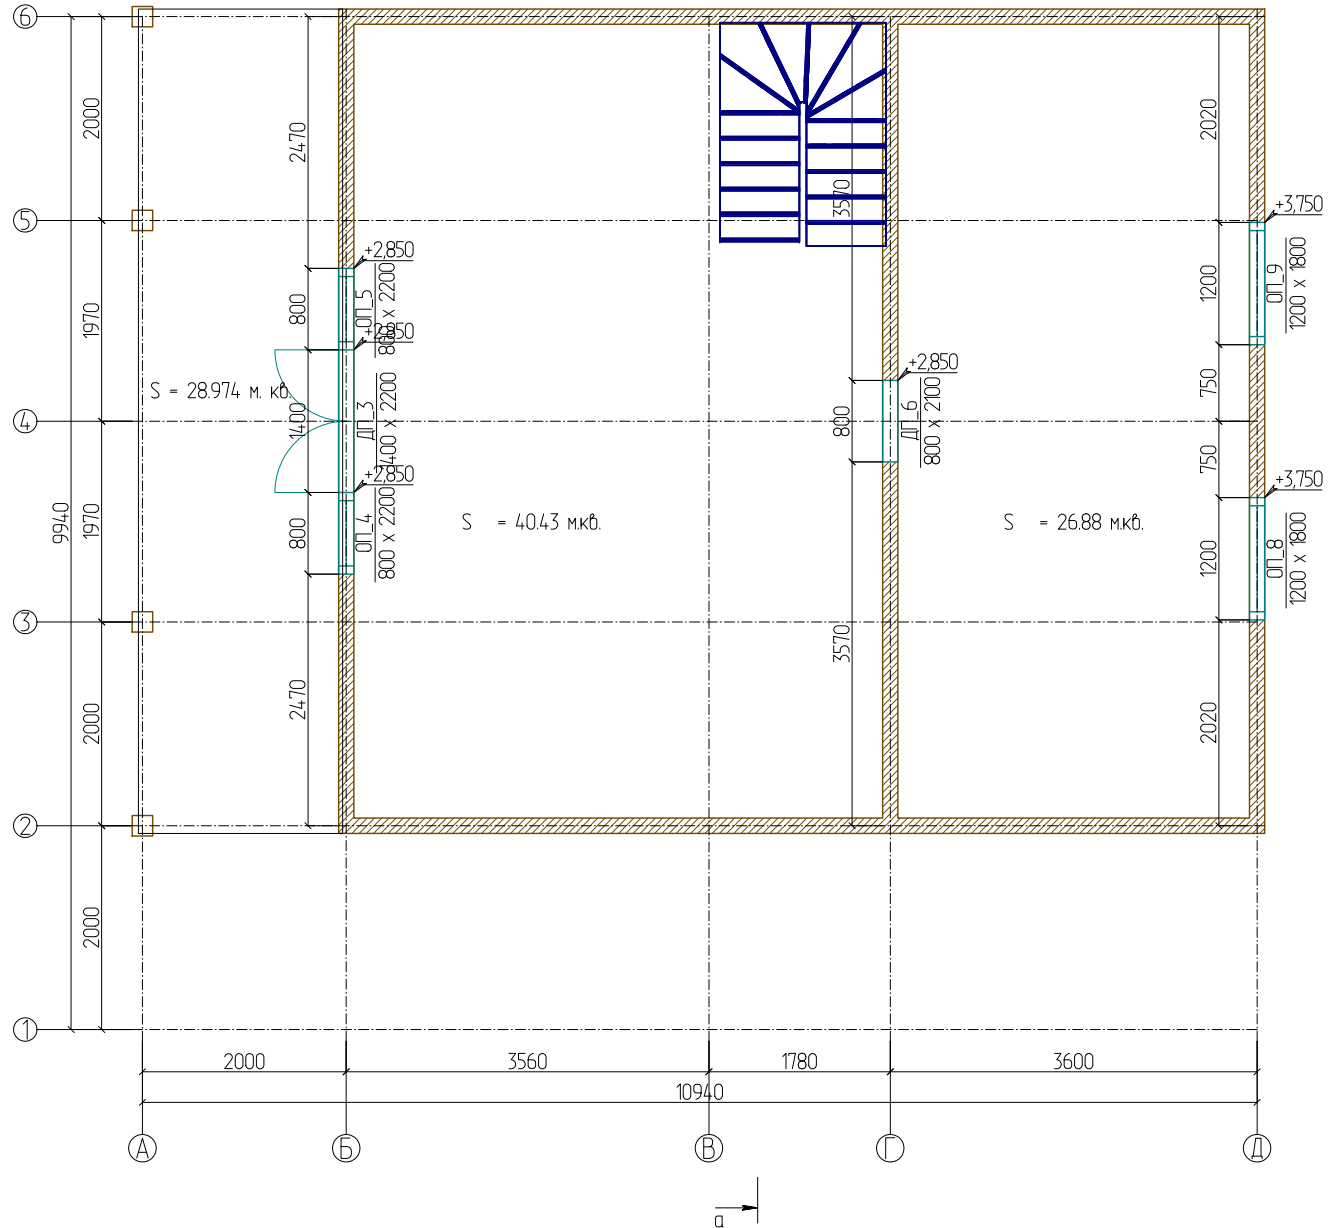 6
5
4
3
2
1
2000
1970
1970
2000
2000
9940
2470
800
1400
800
2470
S = 28.974 м. кв.
+2,850
ОП_5
800 x 2200
+2,850
ДП_3
1400 x 2200
+2,850
ОП_4
800 x 2200
S = 40.43 м.кв.
3570
800
3570
+2,850
ДП_6
800 x 2100
S = 26.88 м.кв.
2020
1200
750
750
1200
2020
+3,750
ОП_9
1200 x 1800
+3,750
ОП_8
1200 x 1800
2000
3560
1780
3600
10940
А
Б
В
Г
Д
а